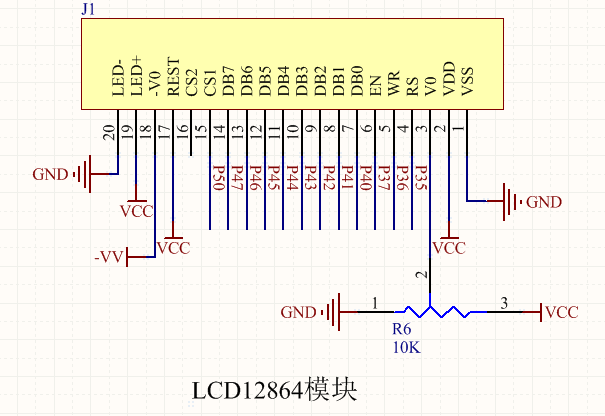 J1
LED-
LED+
-V0
REST
CS2
CS1
DB7
DB6
DB5
DB4
DB3
DB2
DB1
DB0
EN
WR
RS
V0
VDD
VSS
20
19
18
17
16
15
14
13
12
11
10
9
8
7
6
5
4
3
2
1
P50
P47
P46
P45
P44
P43
P42
P41
P40
P37
P36
P35
GND
VCC
GND
-VV
VCC
VCC
2
GND
1
3
VCC
R6
10K
LCD12864模块